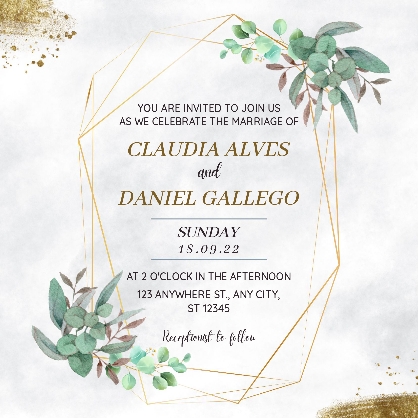 YOU ARE INVITED TO JOIN US
AS WE CELEBRATE THE MARRIAGE OF
CLAUDIA ALVES
and
DANIEL GALLEGO
SUNDAY
18.09.22
AT 2 O'CLOCK IN THE AFTERNOON
123 ANYWHERE ST., ANY CITY,
ST 12345
Receptionist to follow